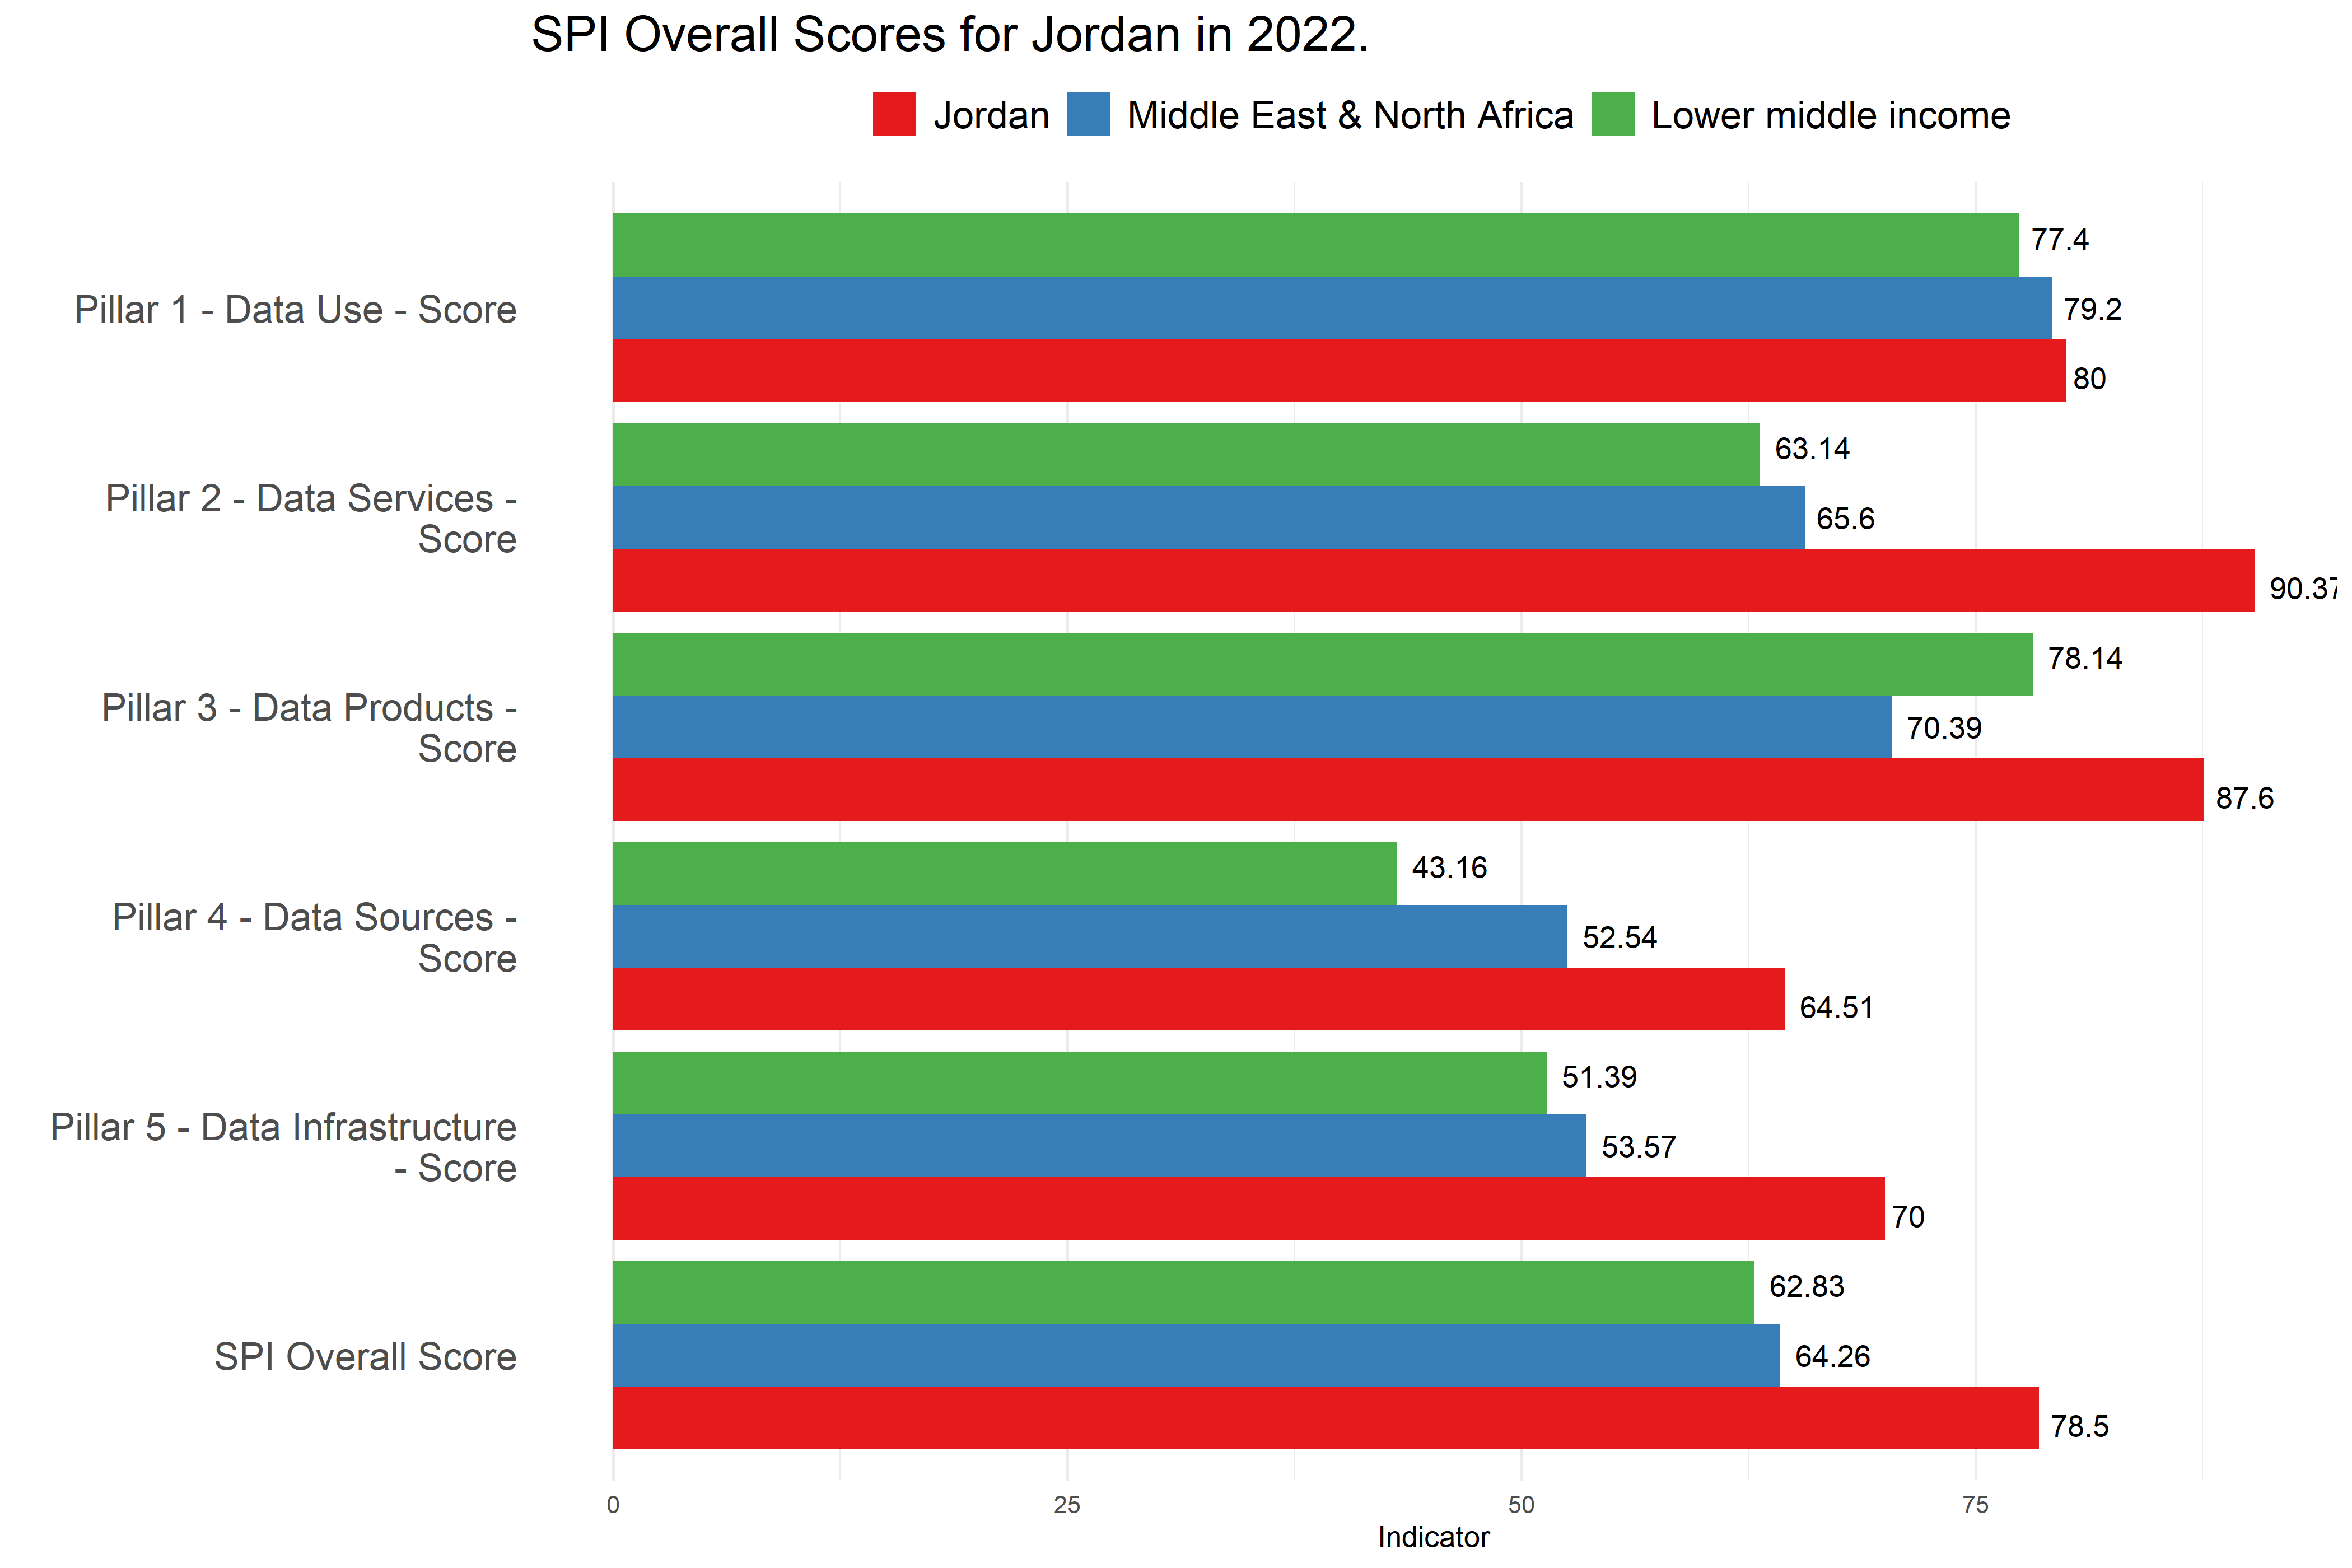 SPI Overall Scores for Jordan in 2022.
Jordan Middle East & North Africa Lower middle income
Pillar 1 - Data Use - Score
77.4
79.2
80
Pillar 2 - Data Services -
Score
63.14
65.6
90.37
Pillar 3 - Data Products -
Score
78.14
70.39
87.6
Pillar 4 - Data Sources -
Score
43.16
52.54
64.51
Pillar 5 - Data Infrastructure
- Score
51.39
53.57
70
SPI Overall Score
62.83
64.26
78.5
0 25 50 75
Indicator